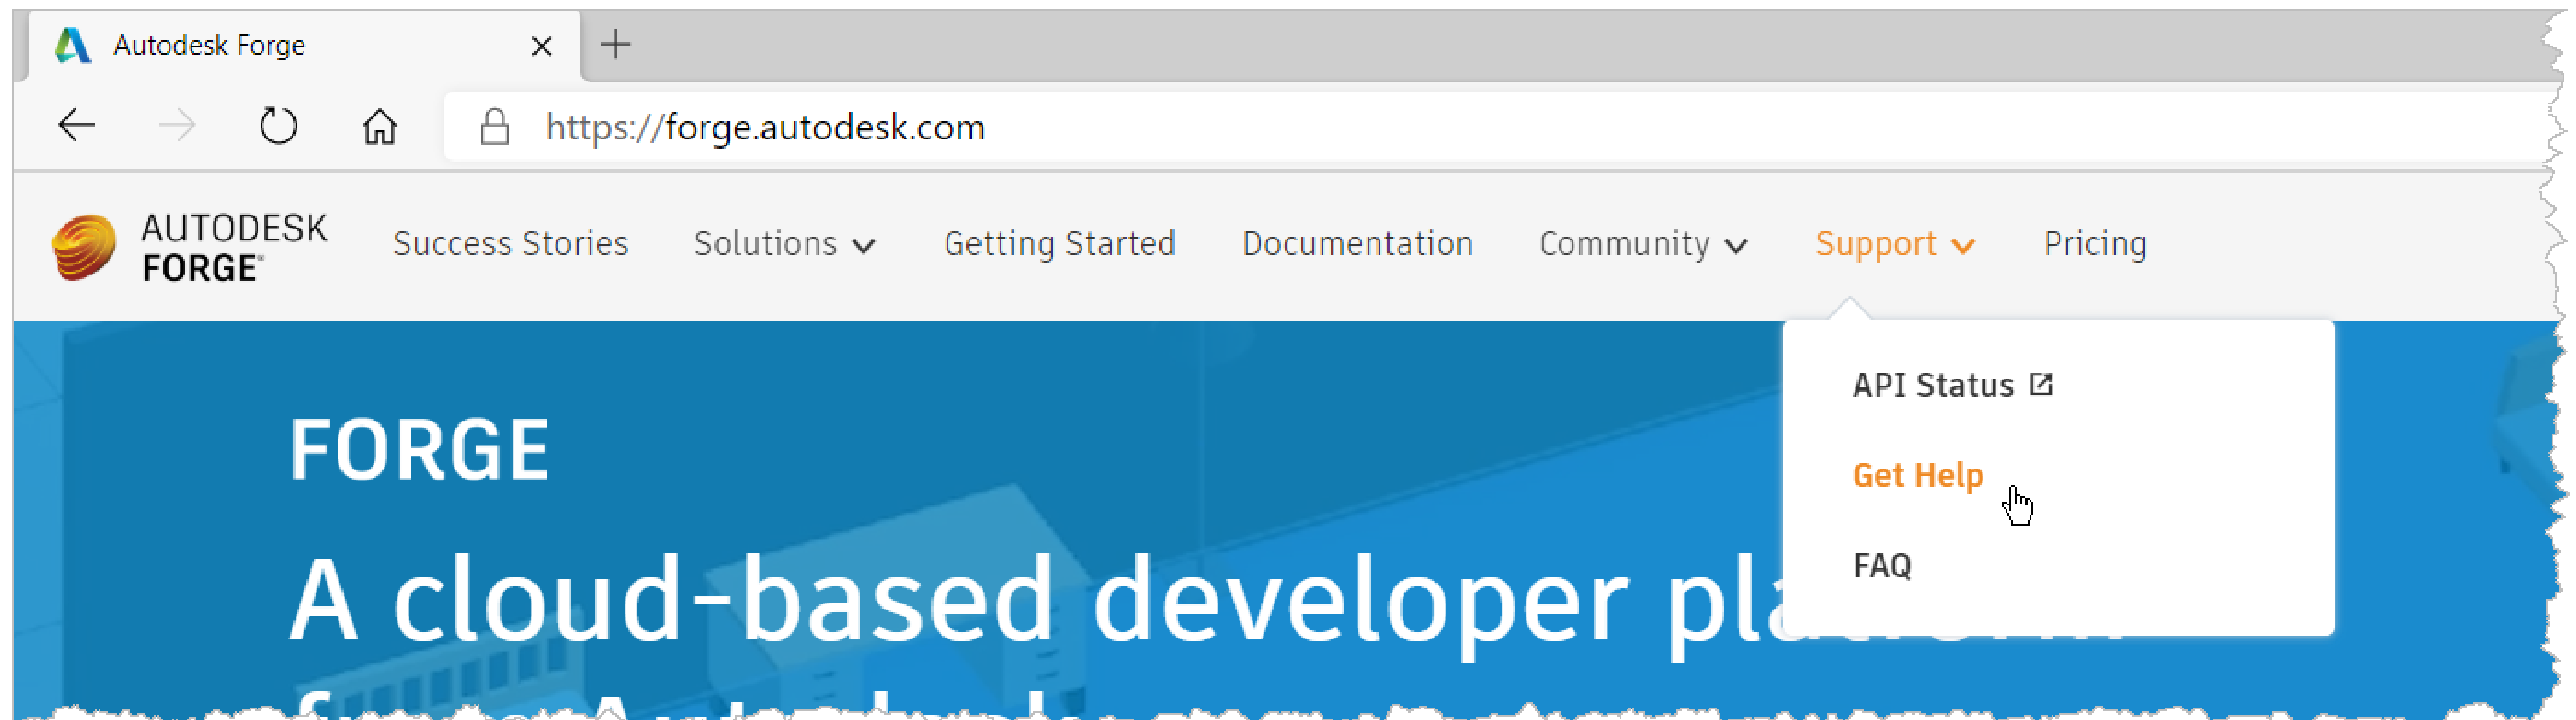 Autodesk Forge
https://forge.autodesk.com
AUTODESK
FORGE
Success Stories Solutions Getting Started Documentation Community Support Pricing
API Status
Get Help
FAQ
FORGE
A cloud-based developer platform